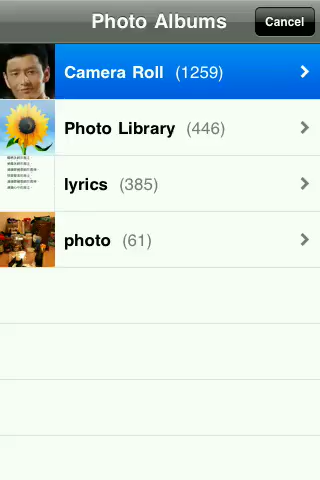 Photo Albums
Cancel
Camera Roll (1259)
Photo Library (446)
lyrics (385)
photo (61)